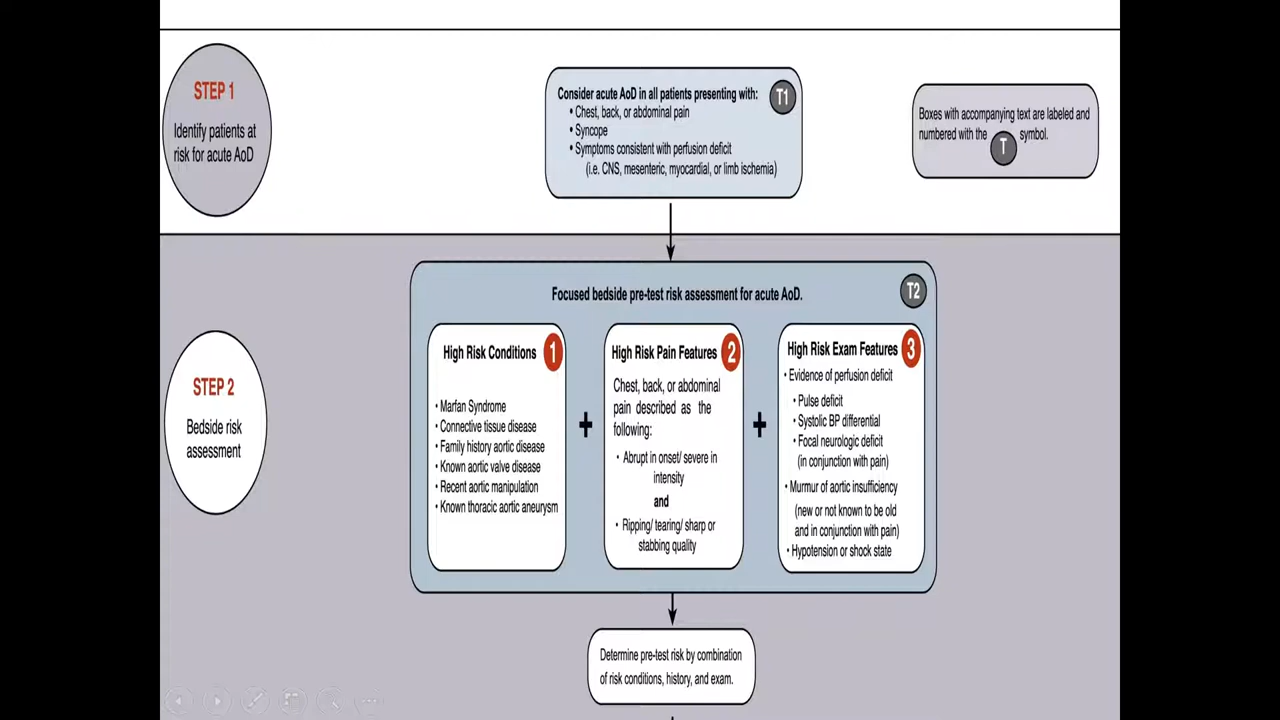 STEP 1
Identify patients at
risk for acute AoD
Consider acute AoD in all patients presenting with:
T1
• Chest, back, or abdominal pain
• Syncope
• Symptoms consistent with perfusion deficit
(i.e. CNS, mesenteric, myocardial, or limb ischemia)
Boxes with accompanying text are labeled and
numbered with the T symbol.
STEP 2
Bedside risk
assessment
Focused bedside pre-test risk assessment for acute AoD.
T2
High Risk Conditions 1
• Marfan Syndrome
• Connective tissue disease
• Family history aortic disease
• Known aortic valve disease
• Recent aortic manipulation
• Known thoracic aortic aneurysm
+
High Risk Pain Features 2
Chest, back, or abdominal
pain described as the
following:
• Abrupt in onset/ severe in
intensity
and
• Ripping/ tearing/ sharp or
stabbing quality
+
High Risk Exam Features 3
• Evidence of perfusion deficit
• Pulse deficit
• Systolic BP differential
• Focal neurologic deficit
(in conjunction with pain)
• Murmur of aortic insufficiency
(new or not known to be old
and in conjunction with pain)
• Hypotension or shock state
Determine pre-test risk by combination
of risk conditions, history, and exam.